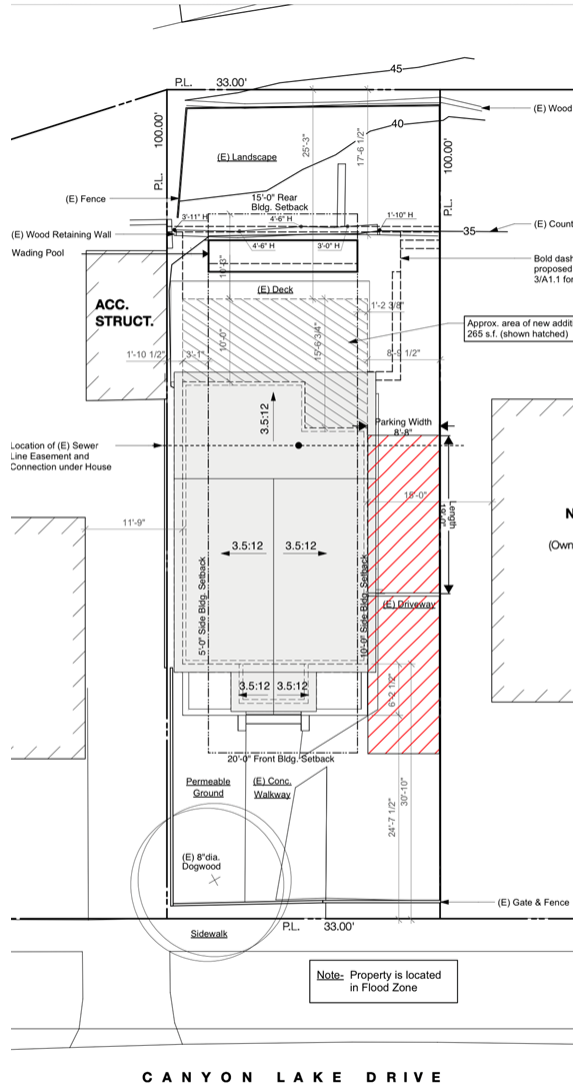 45
P.L.
33.00'
(E) Wood
40
100.00'
25'-3"
17'-6 1/2"
100.00'
(E) Landscape
P.L.
(E) Fence
15'-0" Rear
Bldg. Setback
P.L.
3'-11" H
4'-6" H
1'-10" H
(E) Wood Retaining Wall
35
(E) Count
4'-6" H
3'-0" H
Wading Pool
Bold dash
proposed
3/A1.1 for
(E) Deck
ACC.
STRUCT.
1'-2 3/8"
Approx. area of new addit
265 s.f. (shown hatched)
10'-0"
15'-6 3/4"
1'-10 1/2"
3'-1"
8'-9 1/2"
3.5:12
Parking Width
8'-8"
Location of (E) Sewer
Line Easement and
Connection under House
15'-0"
Length
19'-0"
N
11'-9"
(Own
3.5:12
3.5:12
5'-0" Side Bldg. Setback
10'-0" Side Bldg. Setback
(E) Driveway
3.5:12
3.5:12
6'-2 1/2"
20'-0" Front Bldg. Setback
Permeable
Ground
(E) Conc.
Walkway
24'-7 1/2"
30'-10"
(E) 8"dia.
Dogwood
(E) Gate & Fence
Sidewalk
P.L.
33.00'
Note- Property is located
in Flood Zone
CANYON LAKE DRIVE